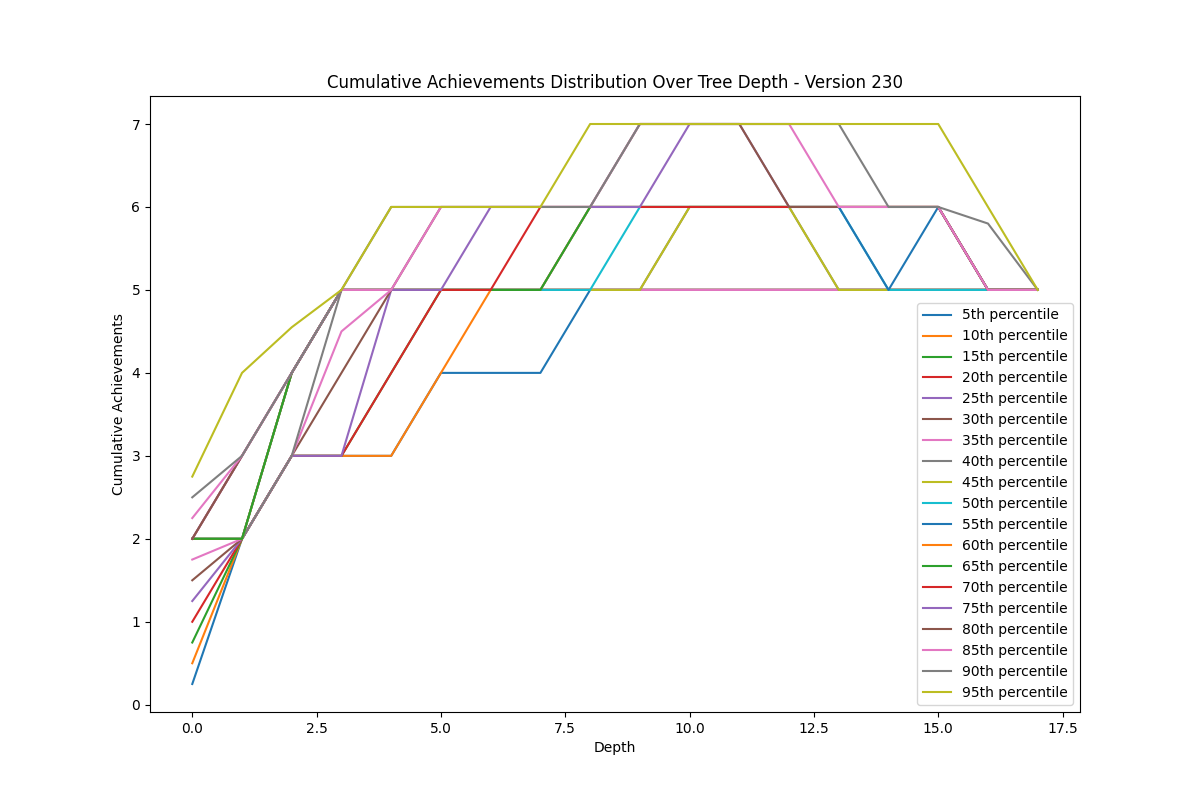 Cumulative Achievements Distribution Over Tree Depth - Version 230
Cumulative Achievements
7
6
5
4
3
2
1
0
0.0
2.5
5.0
7.5
10.0
12.5
15.0
17.5
Depth
5th percentile
10th percentile
15th percentile
20th percentile
25th percentile
30th percentile
35th percentile
40th percentile
45th percentile
50th percentile
55th percentile
60th percentile
65th percentile
70th percentile
75th percentile
80th percentile
85th percentile
90th percentile
95th percentile